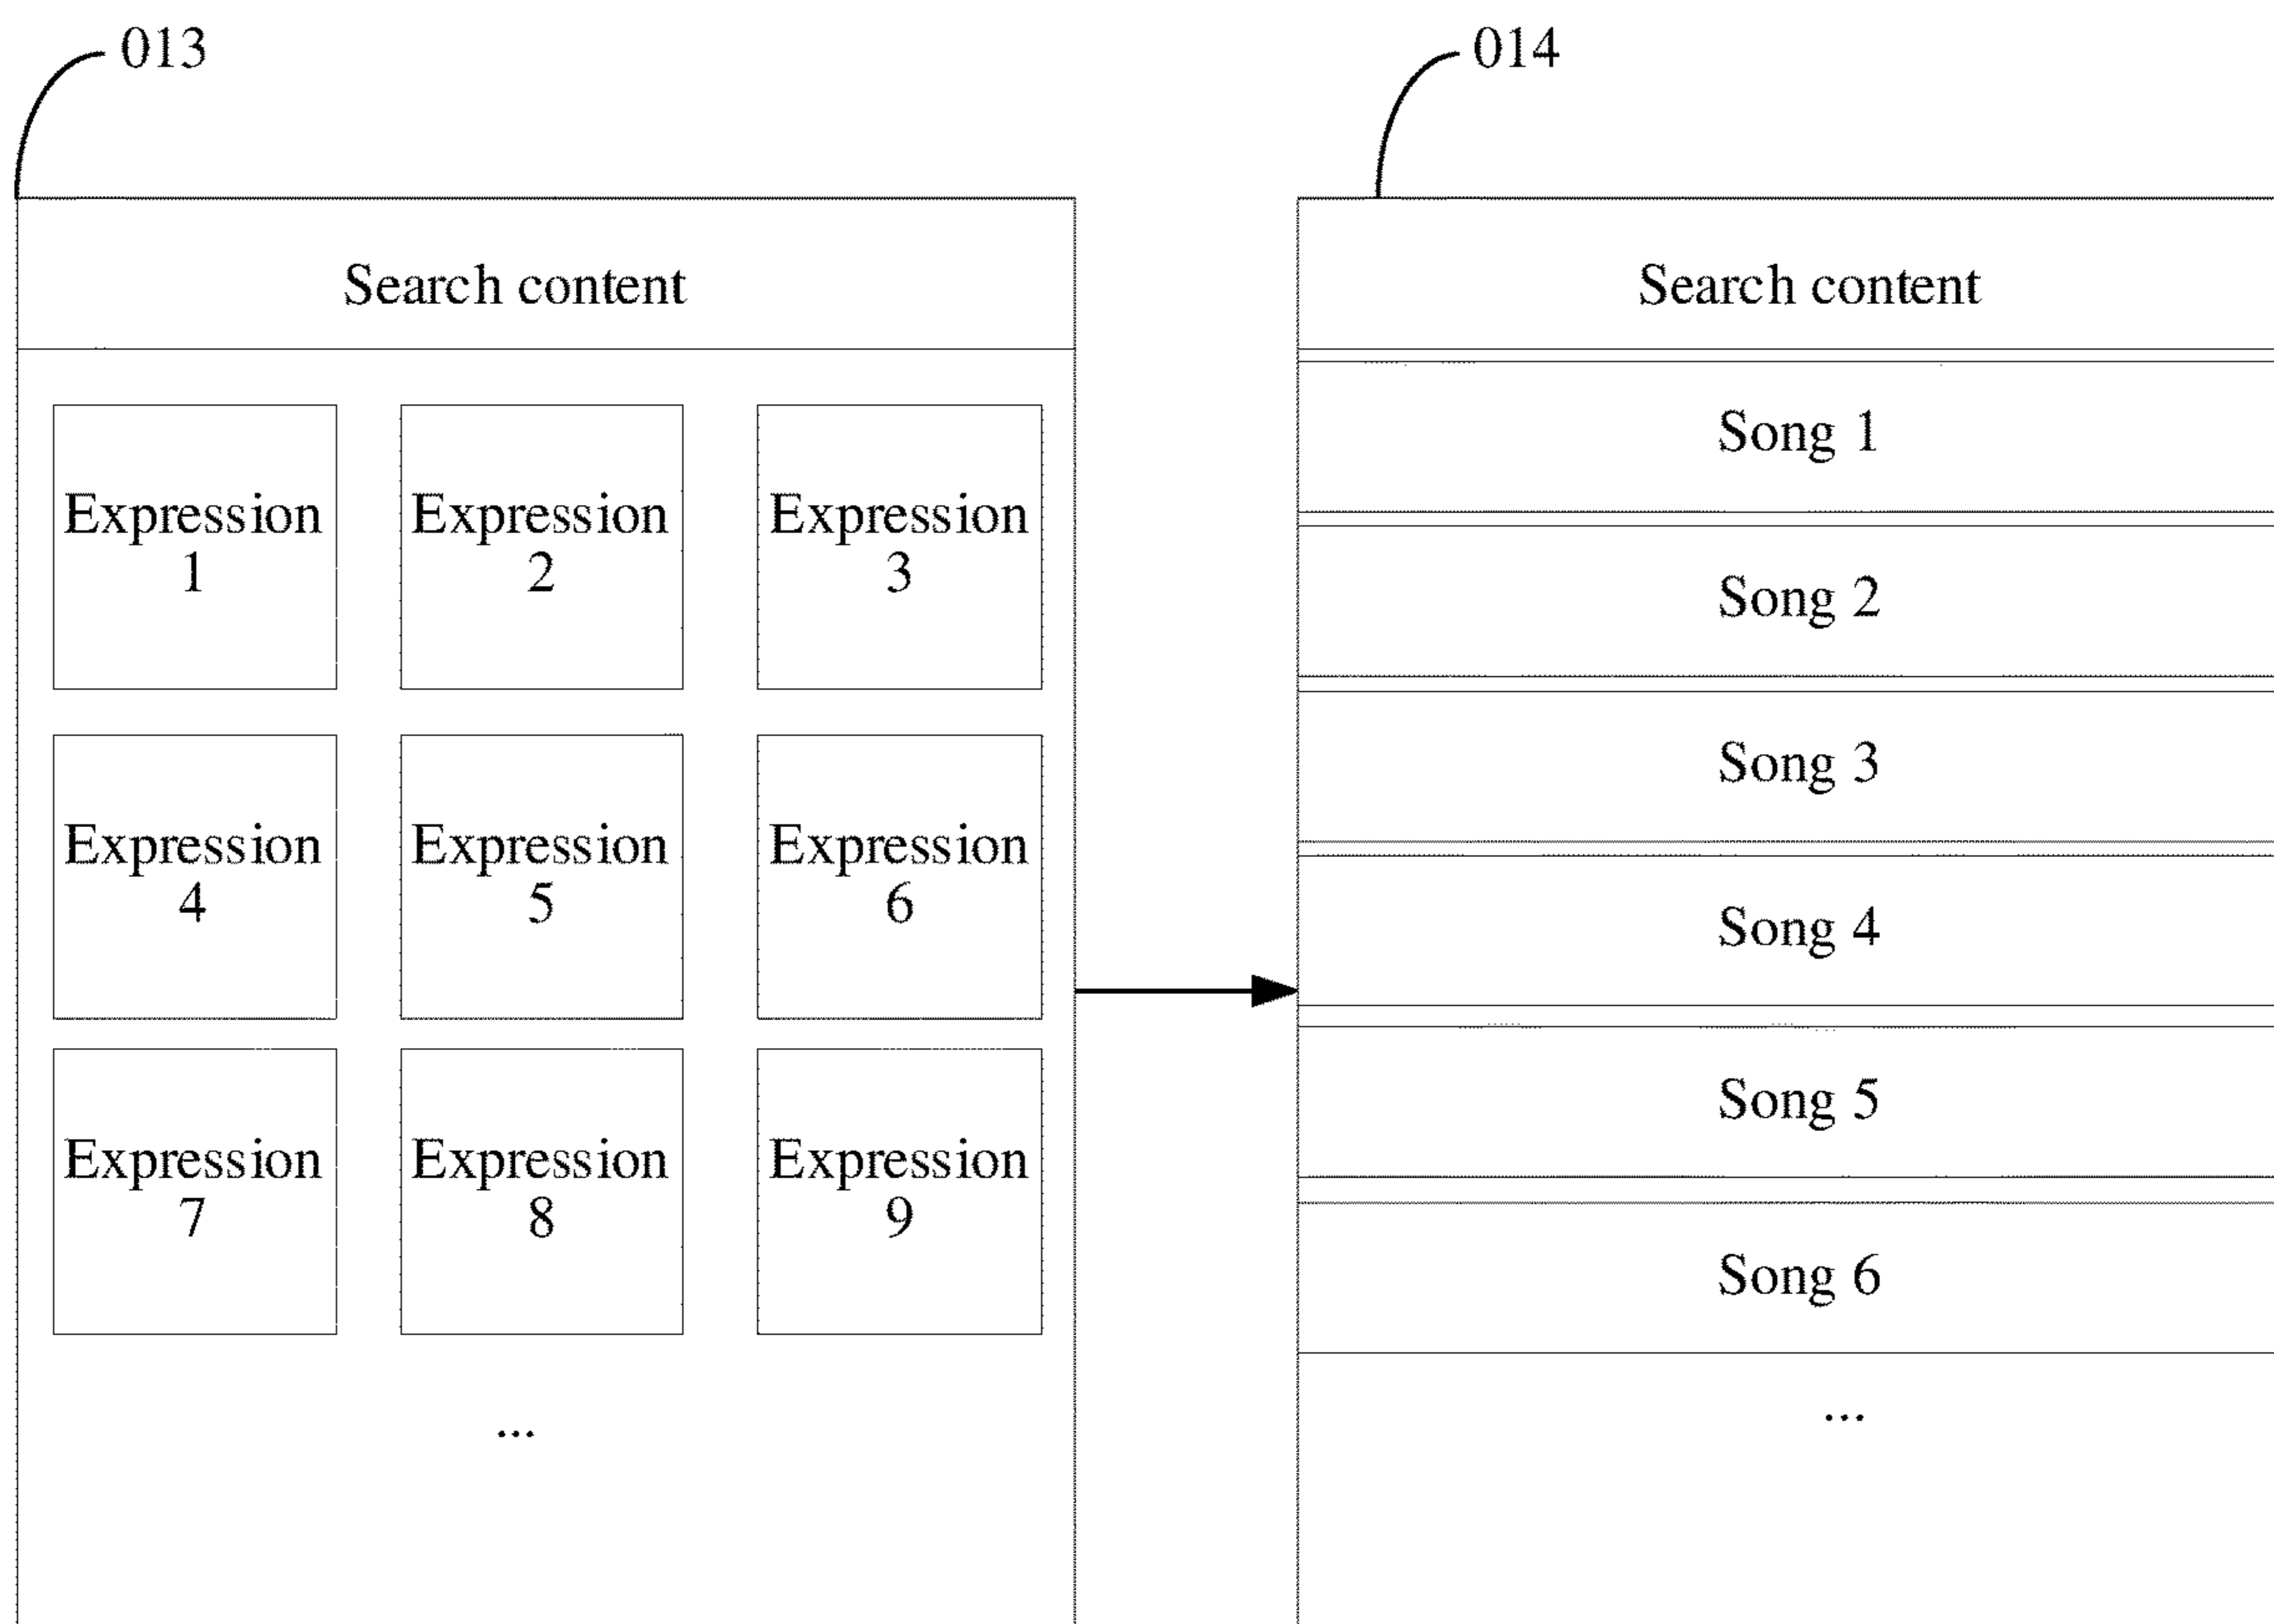 013
Search content
Expression
1
Expression
2
Expression
3
Expression
4
Expression
5
Expression
6
Expression
7
Expression
8
Expression
9
...
014
Search content
Song 1
Song 2
Song 3
Song 4
Song 5
Song 6
...